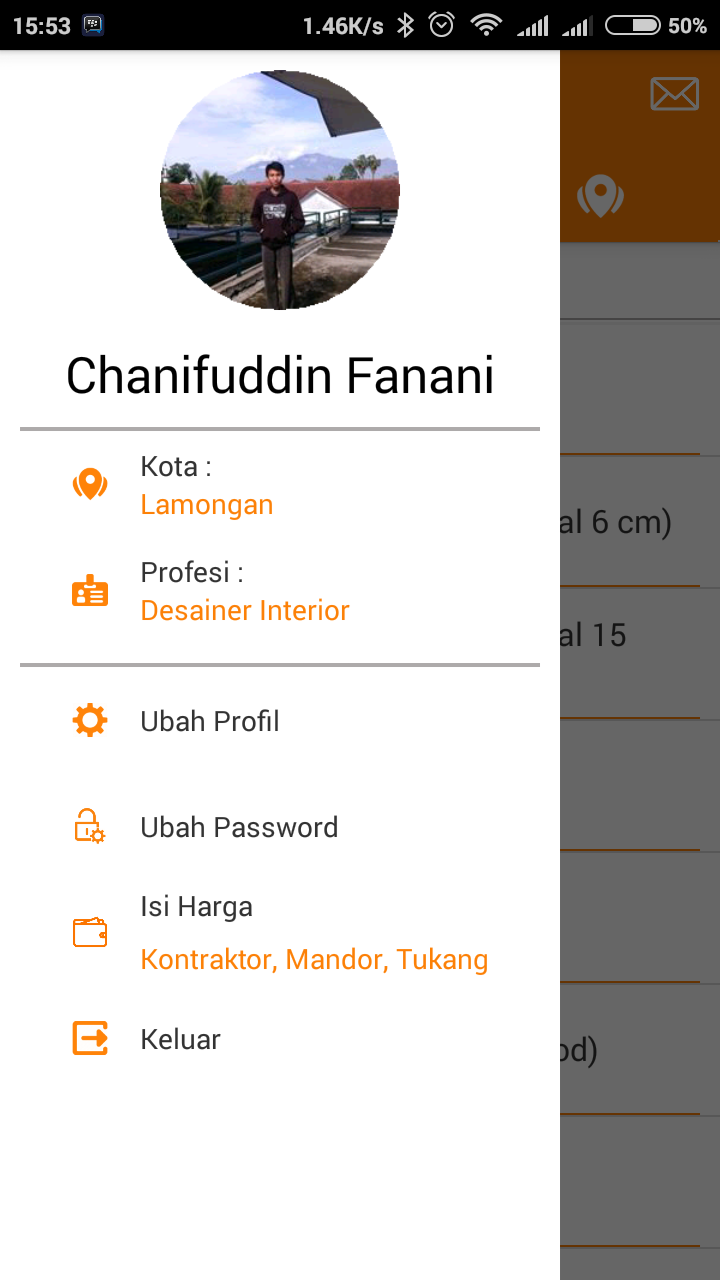 15:53 1.46K/s 50%
Chanifuddin Fanani
Kota :
Lamongan
al 6 cm)
Profesi :
Desainer Interior
al 15
Ubah Profil
Ubah Password
Isi Harga
Kontraktor, Mandor, Tukang
Keluar
od)